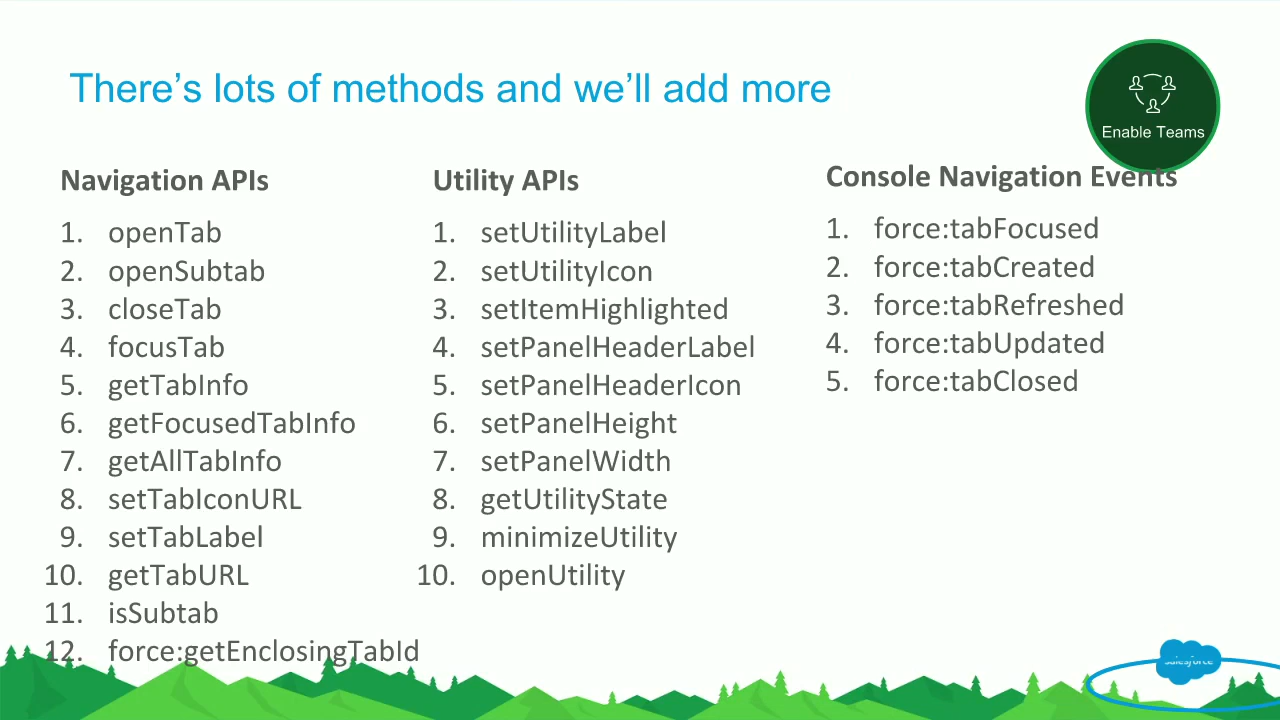 There's lots of methods and we'll add more
Enable Teams
Navigation APIs
1. openTab
2. openSubtab
3. closeTab
4. focusTab
5. getTabInfo
6. getFocusedTabInfo
7. getAllTabInfo
8. setTabIconURL
9. setTabLabel
10. getTabURL
11. isSubtab
12. force:getEnclosingTabId
Utility APIs
1. setUtilityLabel
2. setUtilityIcon
3. setItemHighlighted
4. setPanelHeaderLabel
5. setPanelHeaderIcon
6. setPanelHeight
7. setPanelWidth
8. getUtilityState
9. minimizeUtility
10. openUtility
Console Navigation Events
1. force:tabFocused
2. force:tabCreated
3. force:tabRefreshed
4. force:tabUpdated
5. force:tabClosed
salesforce